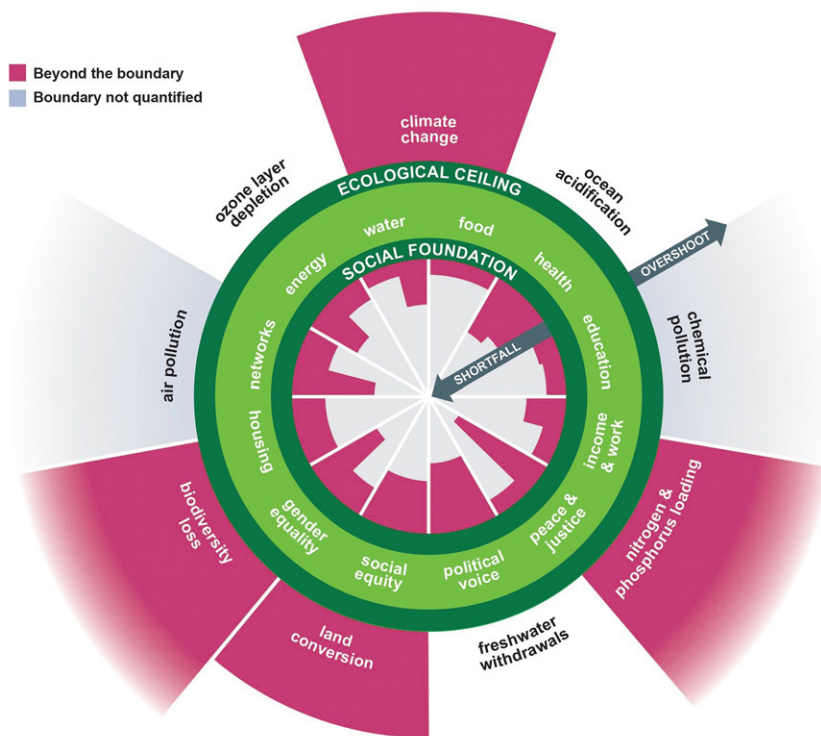 Beyond the boundary
Boundary not quantified
climate
change
ozone layer
depletion
ocean
acidification
ECOLOGICAL CEILING
OVERSHOOT
water
food
energy
health
SOCIAL FOUNDATION
networks
education
SHORTFALL
air pollution
chemical
pollution
housing
income
& work
gender
equality
peace &
justice
social
equity
political
voice
biodiversity
loss
nitrogen &
phosphorus loading
land
conversion
freshwater
withdrawals